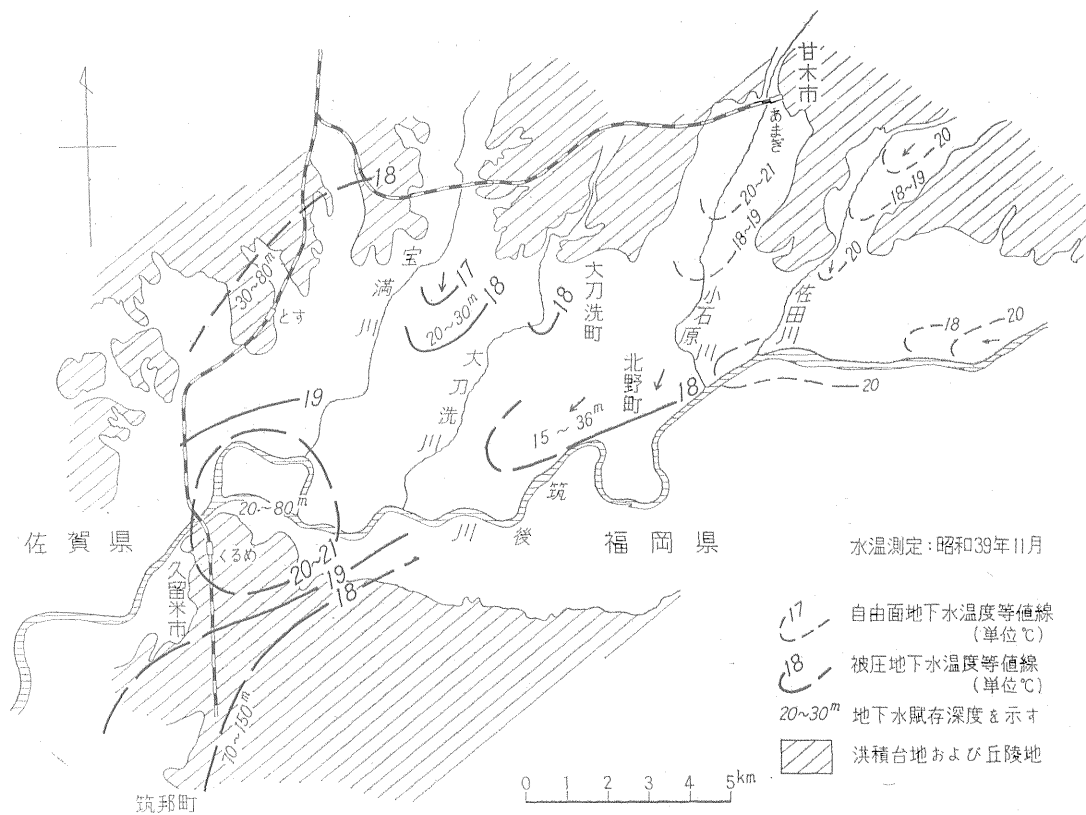 甘木市
あまぎ
20
18~19
20
20~21
18~19
18
宝満川
17
18
20~30m
18
大刀洗町
-30~80m
とす
小石原川
佐田川
18
20
20
大刀洗川
北野町
18
15~36m
19
20~80m
筑後川
佐賀県
福岡県
くるめ
久留米市
20~21
19
18
70~150m
筑邦町
水温測定:昭和39年11月
17 自由面地下水温度等値線
(単位℃)
18 被圧地下水温度等値線
(単位℃)
20~30m 地下水賦存深度を示す
洪積台地および丘陵地
0 1 2 3 4 5km